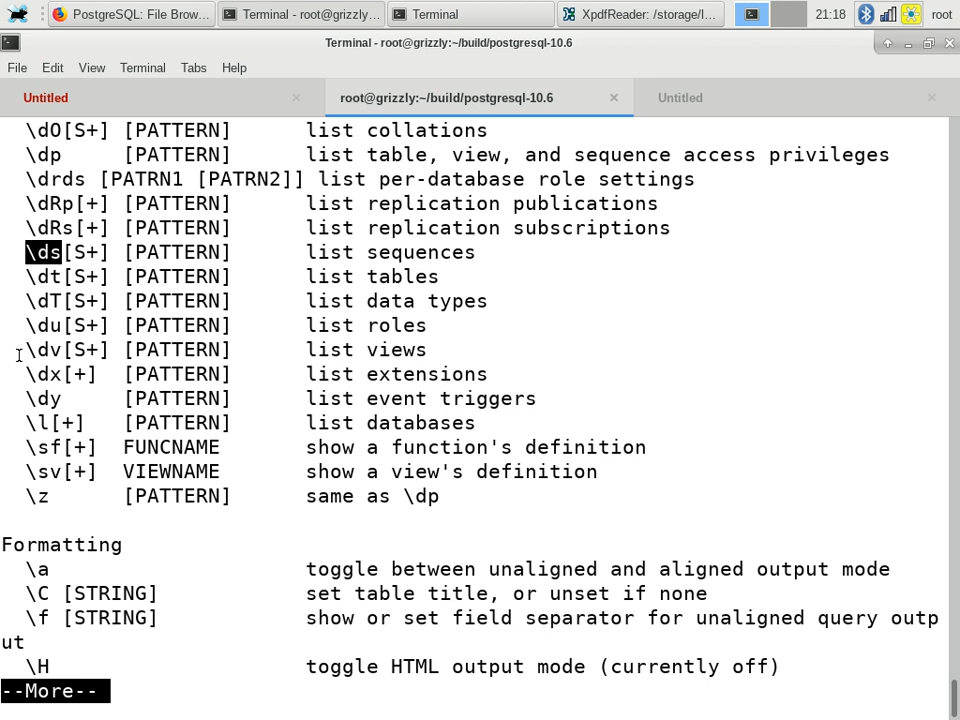 PostgreSQL: File Brow... Terminal - root@grizzly:... Terminal XpdfReader: /storage/l... 21:18 root
Terminal - root@grizzly:~/build/postgresql-10.6
File Edit View Terminal Tabs Help
Untitled root@grizzly:~/build/postgresql-10.6 Untitled
\dO[S+] [PATTERN] list collations
\dp [PATTERN] list table, view, and sequence access privileges
\drds [PATRN1 [PATRN2]] list per-database role settings
\dRp[+] [PATTERN] list replication publications
\dRs[+] [PATTERN] list replication subscriptions
\ds[S+] [PATTERN] list sequences
\dt[S+] [PATTERN] list tables
\dT[S+] [PATTERN] list data types
\du[S+] [PATTERN] list roles
\dv[S+] [PATTERN] list views
\dx[+] [PATTERN] list extensions
\dy [PATTERN] list event triggers
\l[+] [PATTERN] list databases
\sf[+] FUNCNAME show a function's definition
\sv[+] VIEWNAME show a view's definition
\z [PATTERN] same as \dp
Formatting
\a toggle between unaligned and aligned output mode
\C [STRING] set table title, or unset if none
\f [STRING] show or set field separator for unaligned query outp
ut
\H toggle HTML output mode (currently off)
--More--